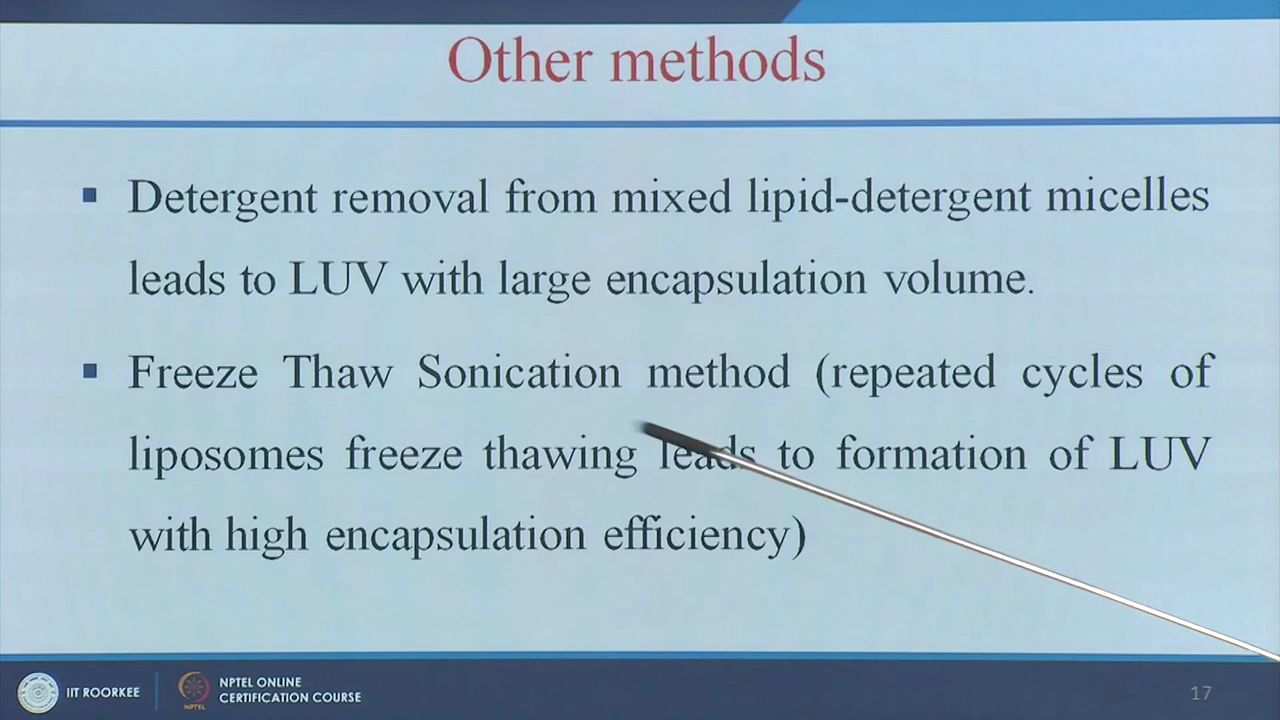 Other methods
▪ Detergent removal from mixed lipid-detergent micelles
leads to LUV with large encapsulation volume.
▪ Freeze Thaw Sonication method (repeated cycles of
liposomes freeze thawing leads to formation of LUV
with high encapsulation efficiency)
IIT ROORKEE
NPTEL
NPTEL ONLINE
CERTIFICATION COURSE
17